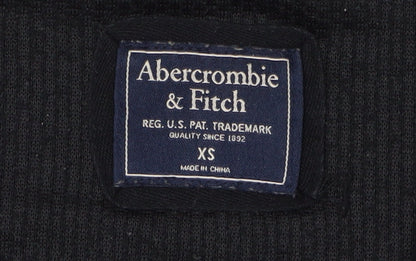 Abercrombie
& Fitch
REG. U.S. PAT. TRADEMARK
QUALITY SINCE 1892
XS
MADE IN CHINA